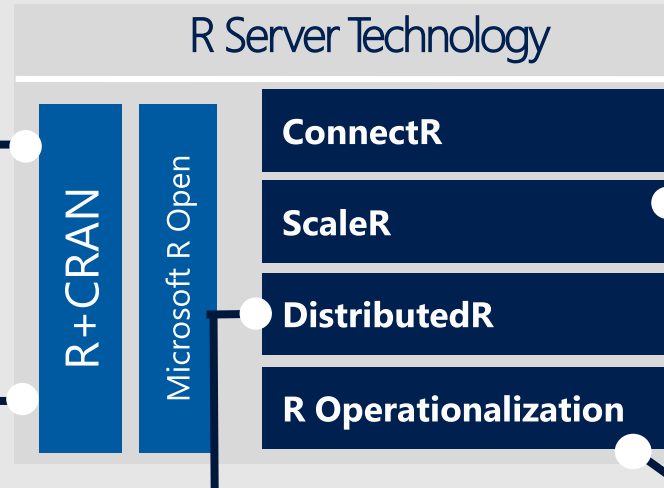 R Server Technology
R+CRAN
Microsoft R Open
ConnectR
ScaleR
DistributedR
R Operationalization